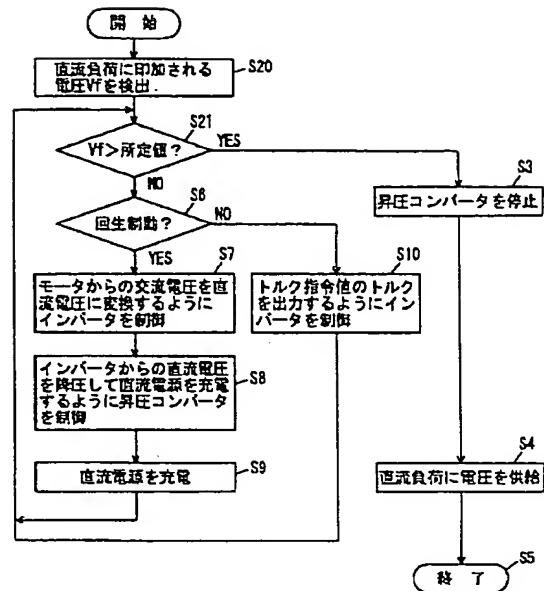 開 始
直流負荷に印加される
電圧Vfを検出.
S20
S21
Vf>所定値?
YES
NO
S6
回生制動?
NO
YES
S3
昇圧コンバータを停止
S7
モータからの交流電圧を直
流電圧に変換するように
インバータを制御
S10
トルク指令値のトルク
を出力するようにイン
バータを制御
インバータからの直流電圧
を降圧して直流電源を充電
するように昇圧コンバータ
を制御
S8
S9
直流電源を充電
S4
直流負荷に電圧を供給
終 了
S5